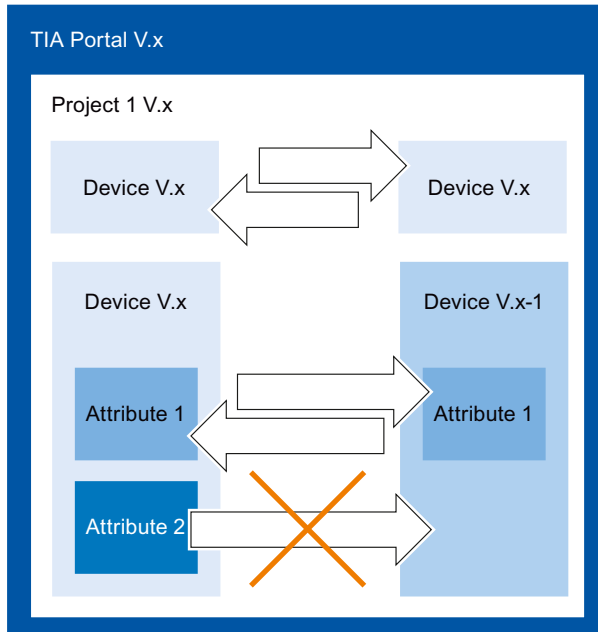 TIA Portal V.x
Project 1 V.x
Device V.x
Device V.x
Device V.x
Device V.x-1
Attribute 1
Attribute 1
Attribute 2